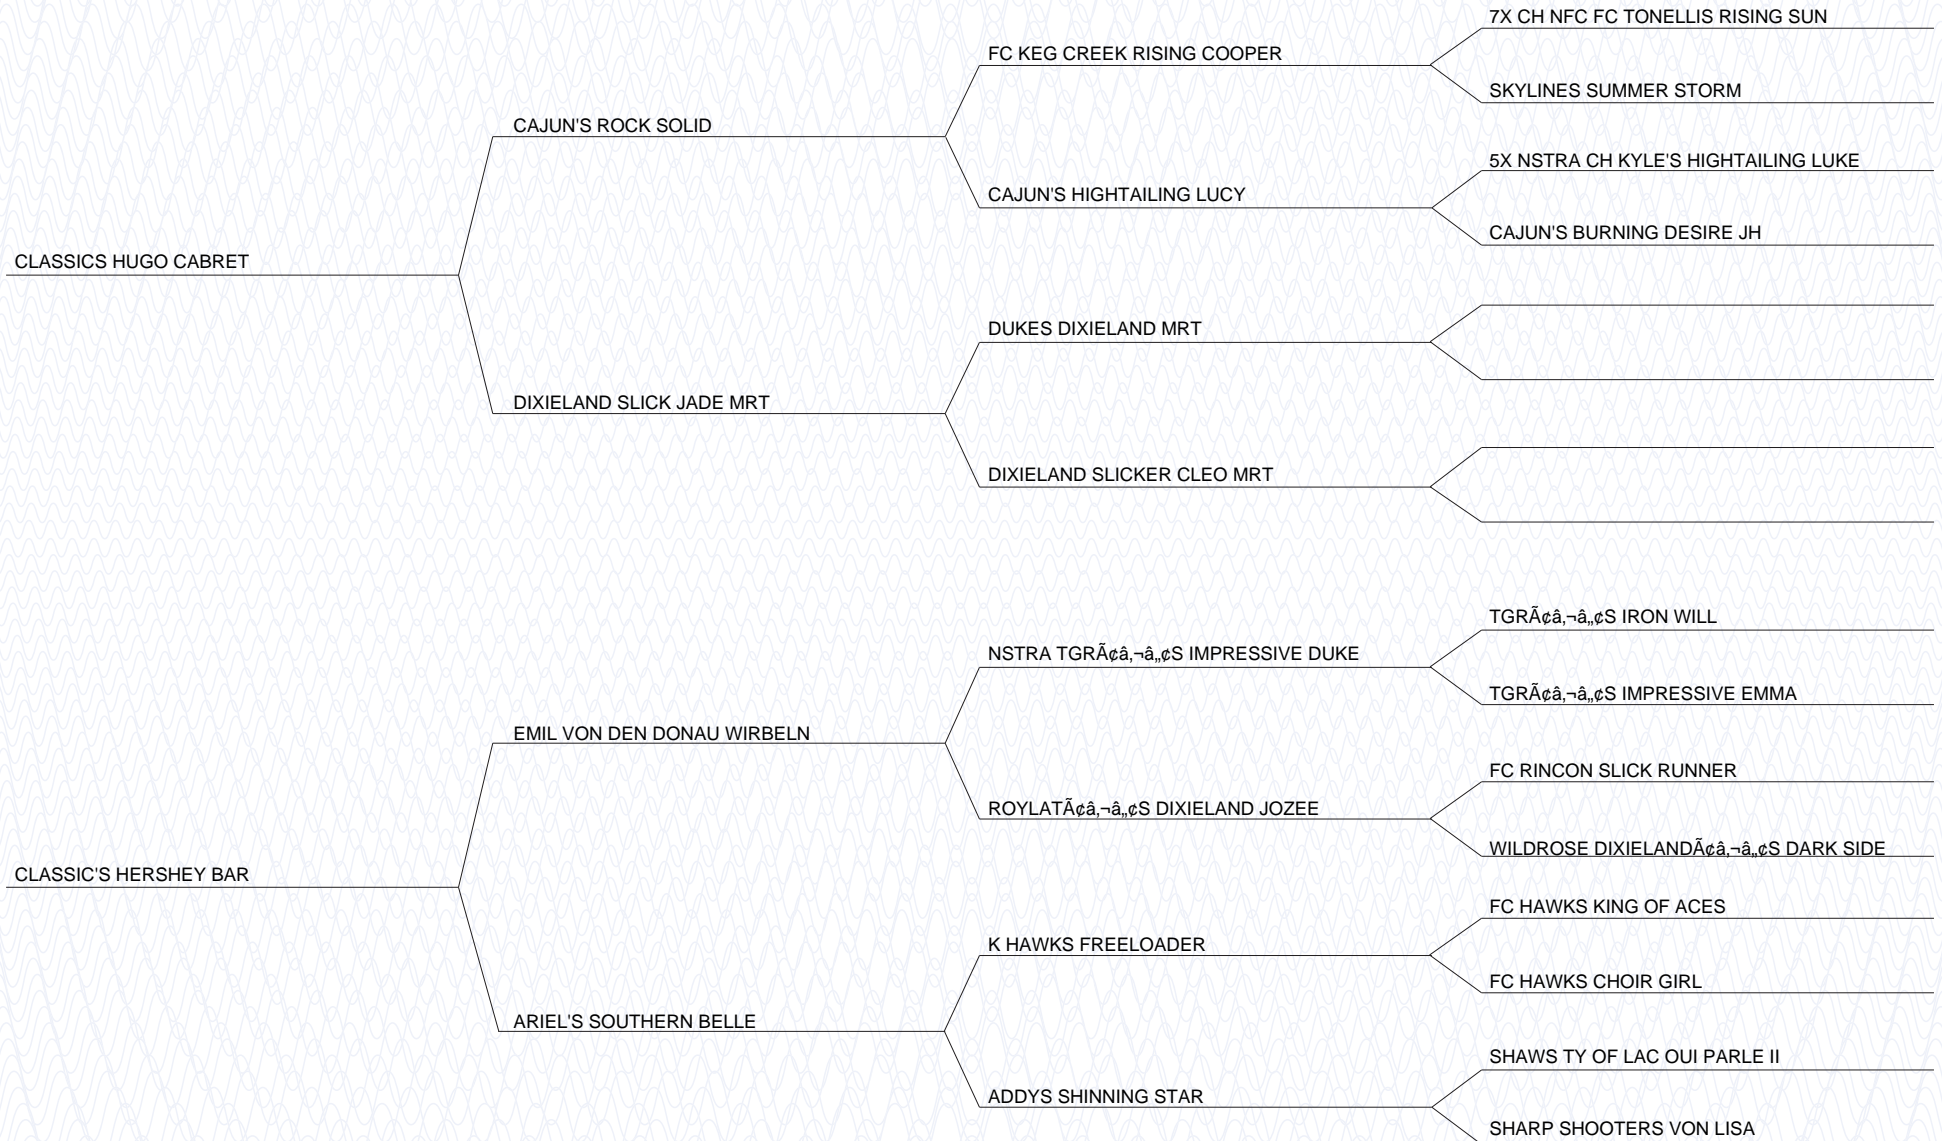 7X CH NFC FC TONELLIS RISING SUN
FC KEG CREEK RISING COOPER
SKYLINES SUMMER STORM
CAJUN'S ROCK SOLID
5X NSTRA CH KYLE'S HIGHTAILING LUKE
CAJUN'S HIGHTAILING LUCY
CAJUN'S BURNING DESIRE JH
CLASSICS HUGO CABRET
DUKES DIXIELAND MRT
DIXIELAND SLICK JADE MRT
DIXIELAND SLICKER CLEO MRT
TGRÃ¢â‚¬â„¢S IRON WILL
NSTRA TGRÃ¢â‚¬â„¢S IMPRESSIVE DUKE
TGRÃ¢â‚¬â„¢S IMPRESSIVE EMMA
EMIL VON DEN DONAU WIRBELN
FC RINCON SLICK RUNNER
ROYLATÃ¢â‚¬â„¢S DIXIELAND JOZEE
WILDROSE DIXIELANDÃ¢â‚¬â„¢S DARK SIDE
CLASSIC'S HERSHEY BAR
FC HAWKS KING OF ACES
K HAWKS FREELOADER
FC HAWKS CHOIR GIRL
ARIEL'S SOUTHERN BELLE
SHAWS TY OF LAC OUI PARLE II
ADDYS SHINNING STAR
SHARP SHOOTERS VON LISA